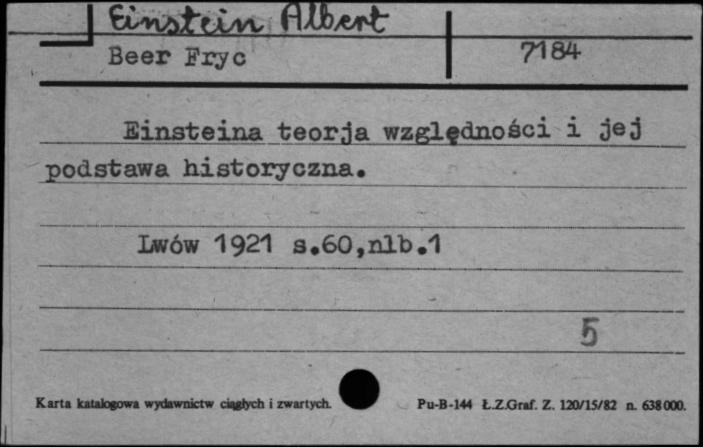 Einstein Albert
Beer Fryc 7184
Einsteina teorja względności i jej
podstawa historyczna.
Lwów 1921 s.60,nlb.1
5
Karta katalogowa wydawnictw ciągłych i zwartych. Pu-B-144 Ł.Z.Graf. Z. 120/15/82 n. 638000.